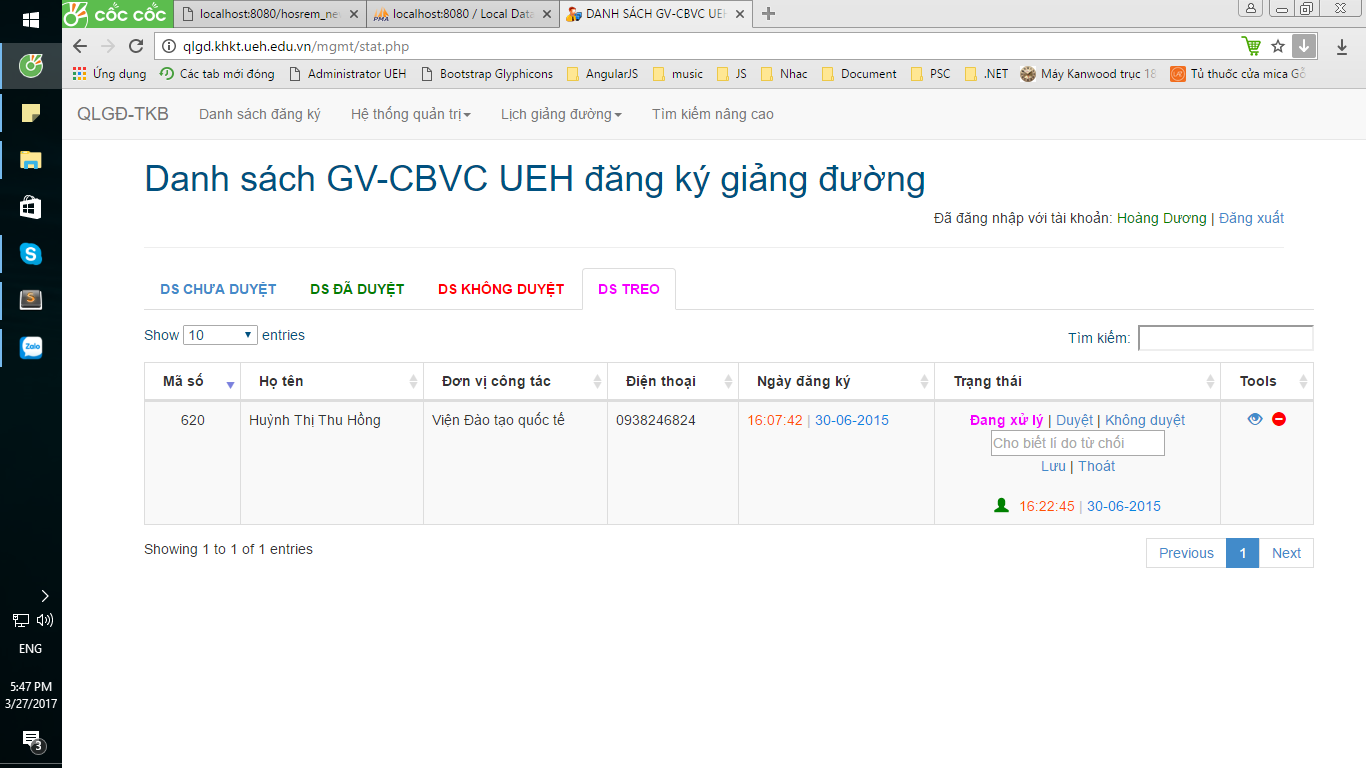 cốc cốc
localhost:8080/hosrem_ne
localhost:8080 / Local Data
DANH SÁCH GV-CBVC UEH
qlgd.khkt.ueh.edu.vn/mgmt/stat.php
Ứng dụng Các tab mới đóng Administrator UEH Bootstrap Glyphicons AngularJS music JS Nhac Document PSC .NET Máy Kanwood trục 18 Tủ thuốc cửa mica Gỗ
QLGĐ-TKB Danh sách đăng ký Hệ thống quản trị Lịch giảng đường Tìm kiếm nâng cao
Danh sách GV-CBVC UEH đăng ký giảng đường
Đã đăng nhập với tài khoản: Hoàng Dương | Đăng xuất
DS CHƯA DUYỆT DS ĐÃ DUYỆT DS KHÔNG DUYỆT DS TREO
Show 10 entries Tìm kiếm:
Mã số Họ tên Đơn vị công tác Điện thoại Ngày đăng ký Trạng thái Tools
620 Huỳnh Thị Thu Hồng Viện Đào tạo quốc tế 0938246824 16:07:42 | 30-06-2015 Đang xử lý | Duyệt | Không duyệt
Cho biết lí do từ chối
Lưu | Thoát
16:22:45 | 30-06-2015
Showing 1 to 1 of 1 entries Previous 1 Next
ENG
5:47 PM
3/27/2017
3
Zalo
PMA
S